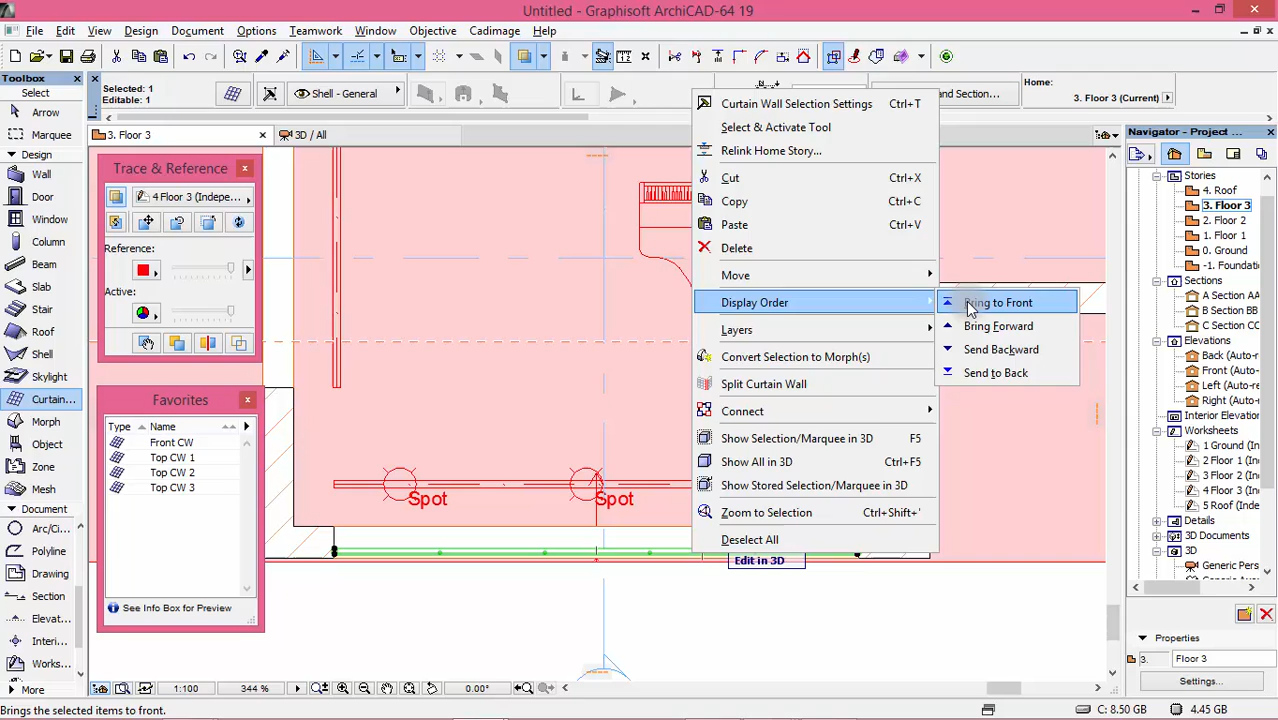 Untitled - Graphisoft ArchiCAD-64 19
File Edit View Design Document Options Teamwork Window Objective Cadimage Help
Toolbox
Select
Arrow
Marquee
Design
Wall
Door
Window
Column
Beam
Slab
Stair
Roof
Shell
Skylight
Curtain...
Morph
Object
Zone
Mesh
Document
Arc/Ci...
Polyline
Drawing
Section
Elevat...
Interi...
Works...
More
Selected: 1
Editable: 1
Shell - General
and Section...
Home:
3. Floor 3 (Current)
3. Floor 3
3D / All
Trace & Reference
4 Floor 3 (Indepe...
Reference:
Active:
Favorites
Type Name
Front CW
Top CW 1
Top CW 2
Top CW 3
See Info Box for Preview
Spot
Spot
Edit in 3D
Curtain Wall Selection Settings Ctrl+T
Select & Activate Tool
Relink Home Story...
Cut Ctrl+X
Copy Ctrl+C
Paste Ctrl+V
Delete
Move
Display Order
Layers
Convert Selection to Morph(s)
Split Curtain Wall
Connect
Show Selection/Marquee in 3D F5
Show All in 3D Ctrl+F5
Show Stored Selection/Marquee in 3D
Zoom to Selection Ctrl+Shift+'
Deselect All
Bring to Front
Bring Forward
Send Backward
Send to Back
Navigator - Project ...
Stories
4. Roof
3. Floor 3
2. Floor 2
1. Floor 1
0. Ground
-1. Foundatio
Sections
A Section AA
B Section BB
C Section CC
Elevations
Back (Auto-r
Front (Auto-r
Left (Auto-re
Right (Auto-r
Interior Elevation
Worksheets
1 Ground (In
2 Floor 1 (In
3 Floor 2 (In
4 Floor 3 (In
5 Roof (Inde
Details
3D Documents
3D
Generic Pers
Properties
3. Floor 3
Settings...
1:100 344 % 0.00°
Brings the selected items to front.
C: 8.50 GB 4.45 GB